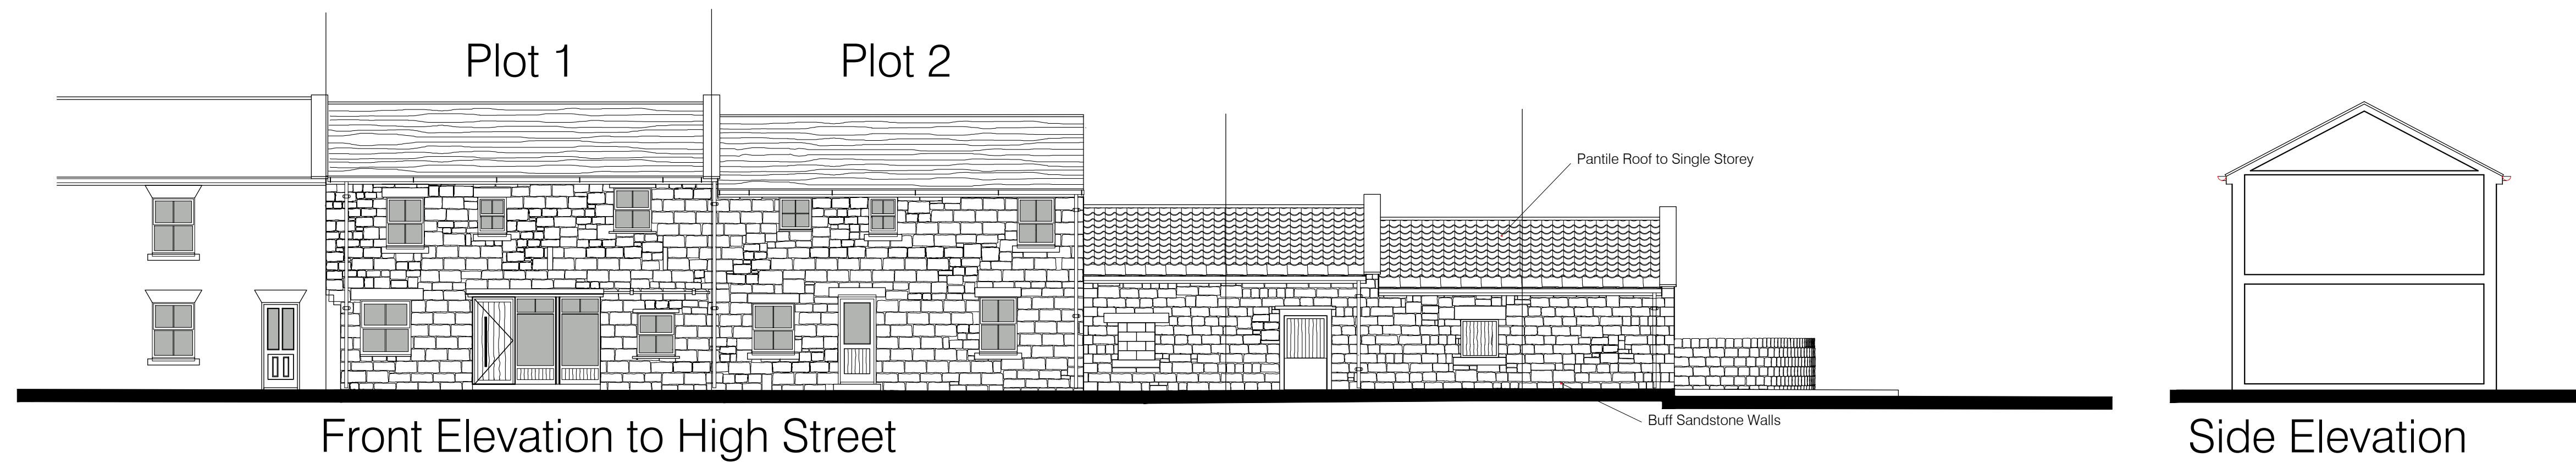 Plot 1
Plot 2
Pantile Roof to Single Storey
Buff Sandstone Walls
Front Elevation to High Street
Side Elevation